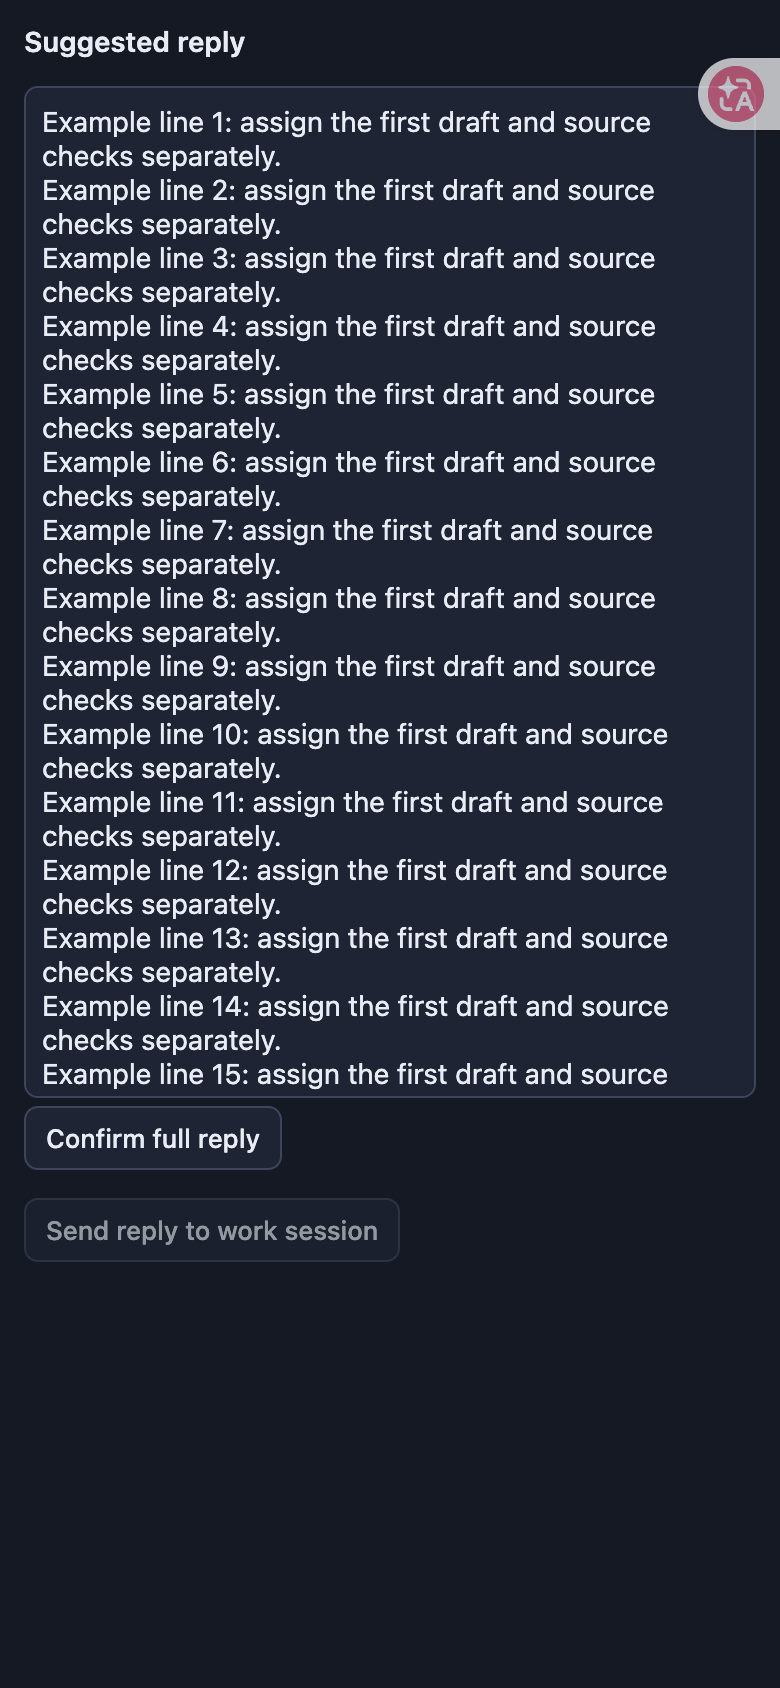 Suggested reply
Example line 1: assign the first draft and source
checks separately.
Example line 2: assign the first draft and source
checks separately.
Example line 3: assign the first draft and source
checks separately.
Example line 4: assign the first draft and source
checks separately.
Example line 5: assign the first draft and source
checks separately.
Example line 6: assign the first draft and source
checks separately.
Example line 7: assign the first draft and source
checks separately.
Example line 8: assign the first draft and source
checks separately.
Example line 9: assign the first draft and source
checks separately.
Example line 10: assign the first draft and source
checks separately.
Example line 11: assign the first draft and source
checks separately.
Example line 12: assign the first draft and source
checks separately.
Example line 13: assign the first draft and source
checks separately.
Example line 14: assign the first draft and source
checks separately.
Example line 15: assign the first draft and source
Confirm full reply
Send reply to work session